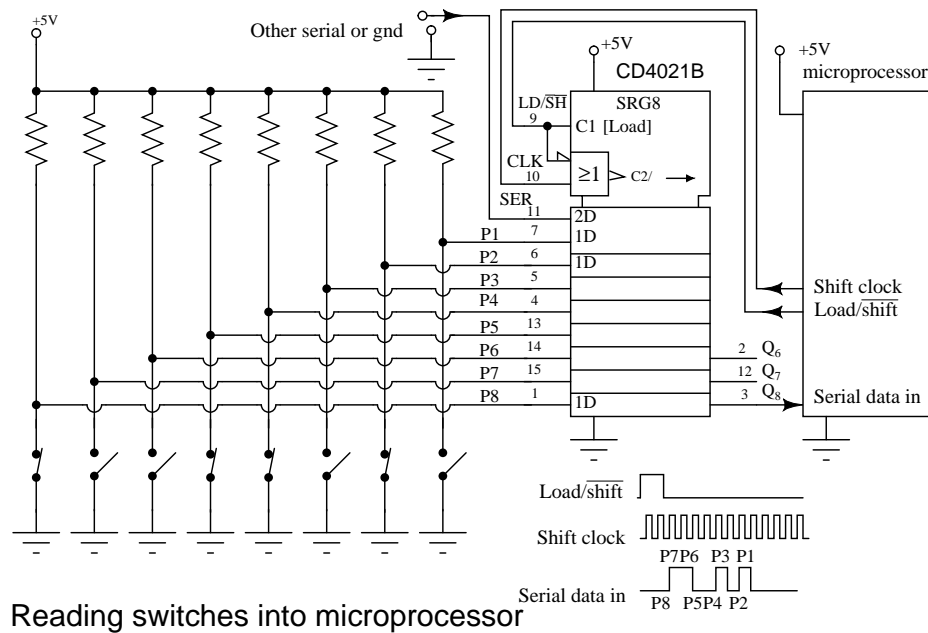 +5V
Other serial or gnd
+5V
CD4021B
+5V
microprocessor
LD/SH
SRG8
9
C1 [Load]
CLK
10
≥1
C2/
SER
11
2D
P1
7
1D
P2
6
1D
P3
5
Shift clock
P4
4
Load/shift
P5
13
P6
14
2
Q6
P7
15
12
Q7
P8
1
1D
3
Q8
Serial data in
Load/shift
Shift clock
P7P6 P3 P1
Serial data in
P8 P5P4 P2
Reading switches into microprocessor